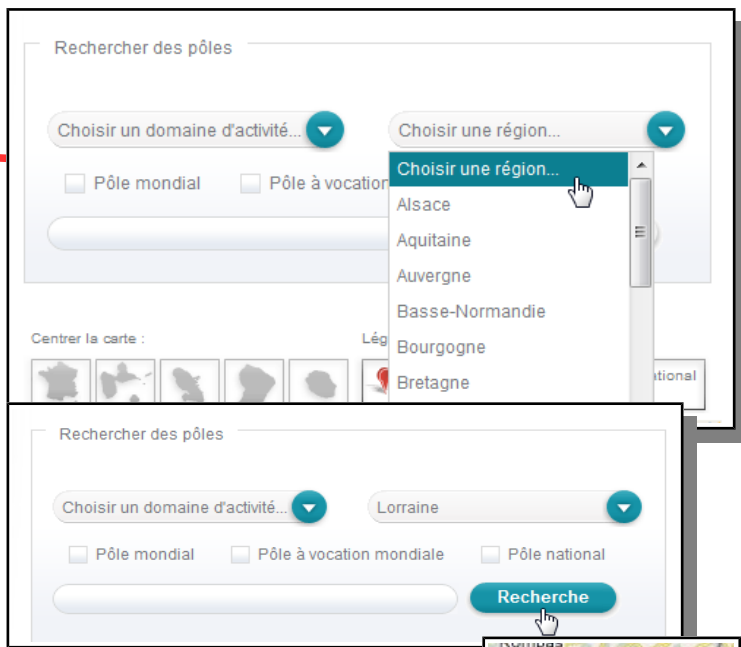 Rechercher des pôles
Choisir un domaine d'activité... Choisir une région...
Choisir une région...
Pôle mondial Pôle à vocation
Alsace
Aquitaine
Auvergne
Basse-Normandie
Centrer la carte : Lég
Bourgogne
Bretagne ational
Rechercher des pôles
Choisir un domaine d'activité... Lorraine
Pôle mondial Pôle à vocation mondiale Pôle national
Recherche